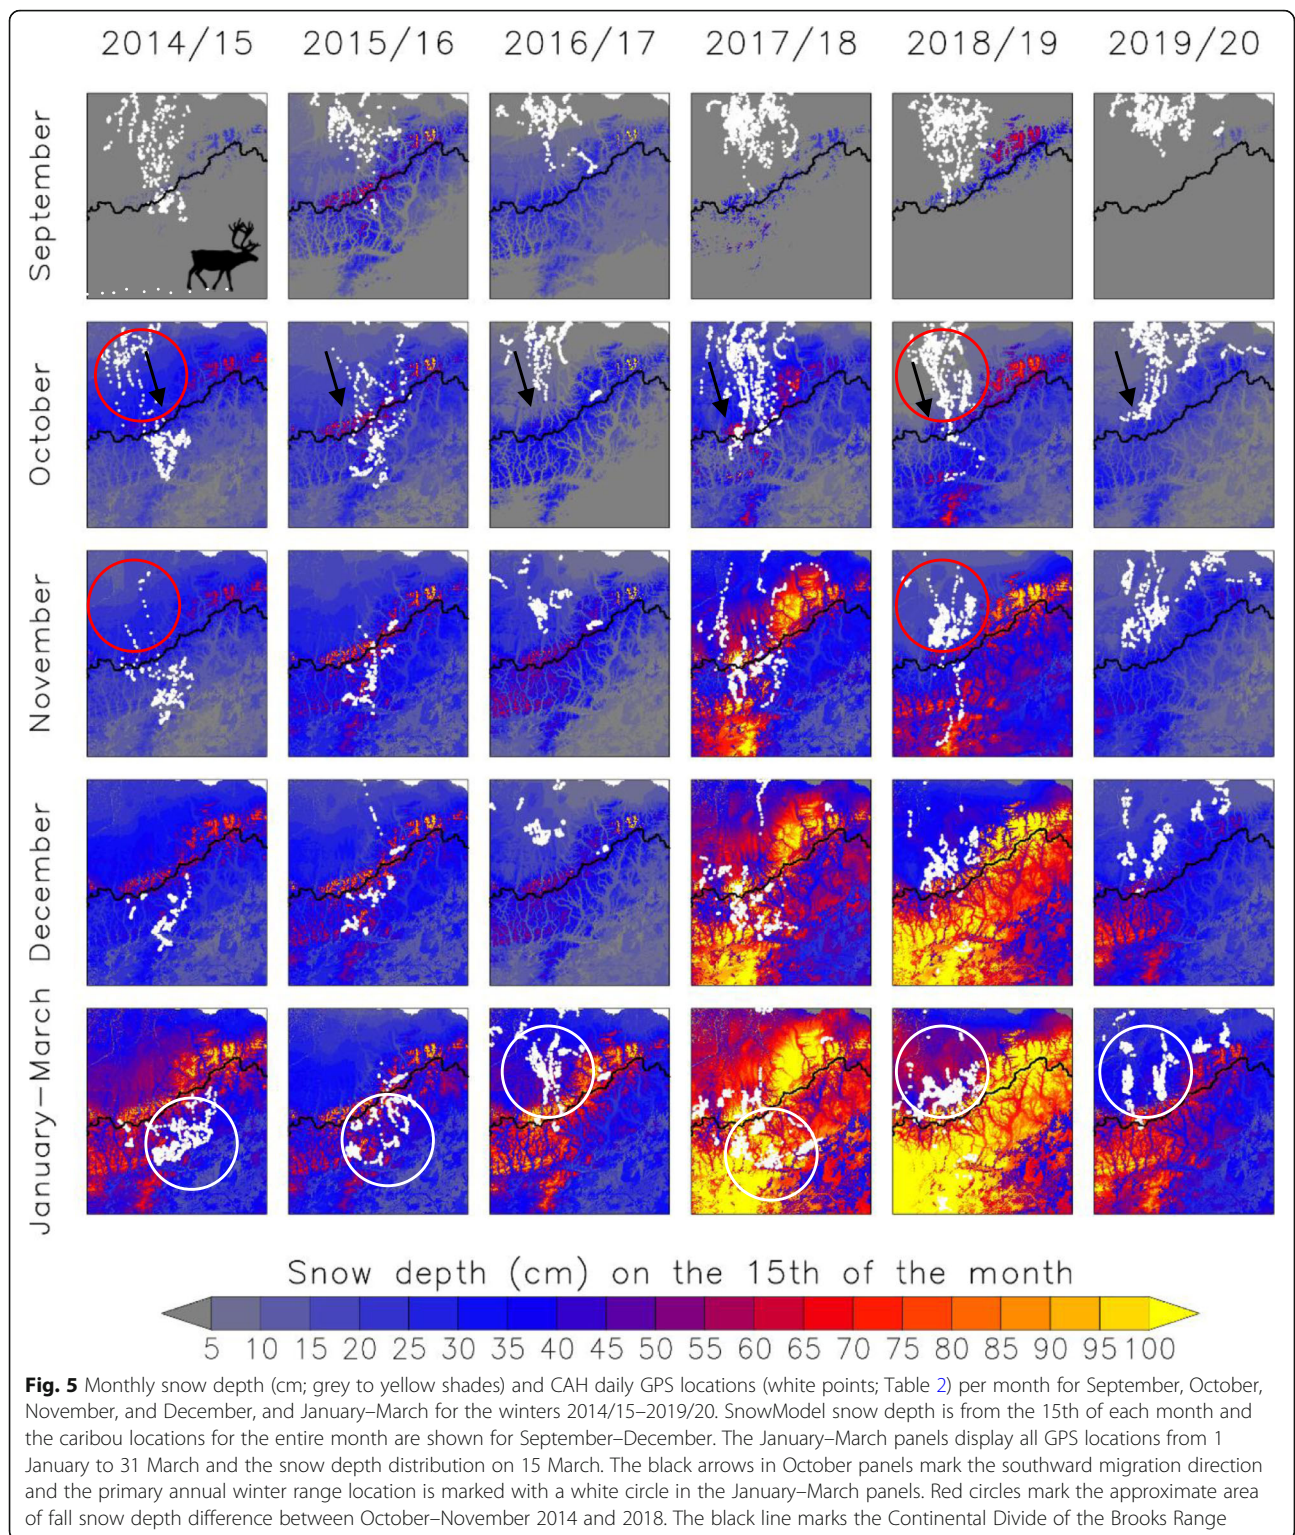 2014/15 2015/16 2016/17 2017/18 2018/19 2019/20
September
October
November
December
January–March
Snow depth (cm) on the 15th of the month
5 10 15 20 25 30 35 40 45 50 55 60 65 70 75 80 85 90 95 100
Fig. 5 Monthly snow depth (cm; grey to yellow shades) and CAH daily GPS locations (white points; Table 2) per month for September, October,
November, and December, and January–March for the winters 2014/15–2019/20. SnowModel snow depth is from the 15th of each month and
the caribou locations for the entire month are shown for September–December. The January–March panels display all GPS locations from 1
January to 31 March and the snow depth distribution on 15 March. The black arrows in October panels mark the southward migration direction
and the primary annual winter range location is marked with a white circle in the January–March panels. Red circles mark the approximate area
of fall snow depth difference between October–November 2014 and 2018. The black line marks the Continental Divide of the Brooks Range